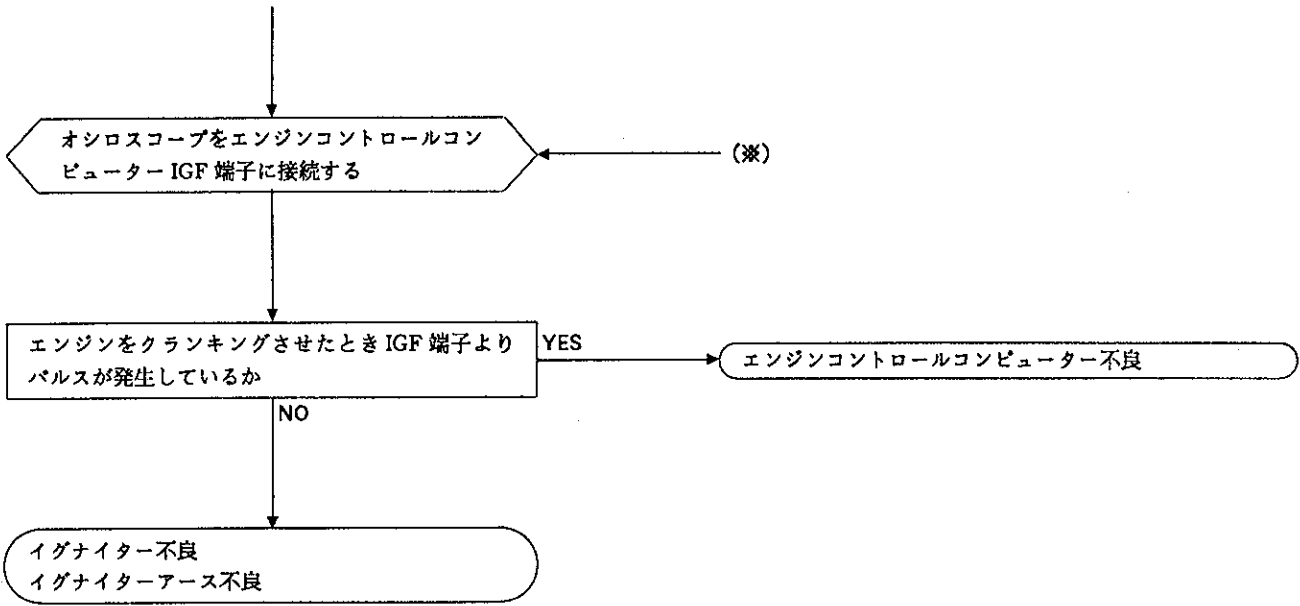 オシロスコープをエンジンコントロールコン
ピューター IGF 端子に接続する
(※)
エンジンをクランキングさせたとき IGF 端子より
パルスが発生しているか
YES
エンジンコントロールコンピューター不良
NO
イグナイター不良
イグナイターアース不良